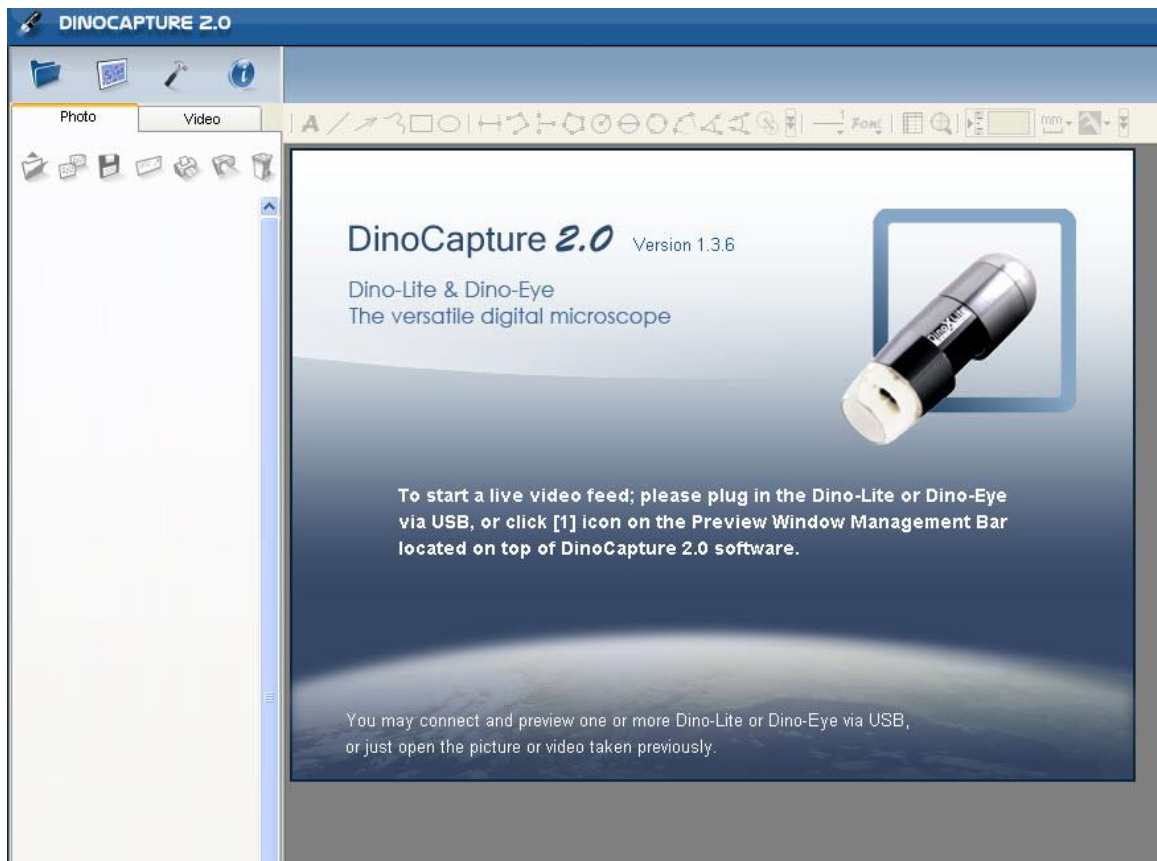 DINOCAPTURE 2.0
Photo Video
A Font mm
DinoCapture 2.0 Version 1.3.6
Dino-Lite & Dino-Eye
The versatile digital microscope
DinoXLite
To start a live video feed; please plug in the Dino-Lite or Dino-Eye
via USB, or click [1] icon on the Preview Window Management Bar
located on top of DinoCapture 2.0 software.
You may connect and preview one or more Dino-Lite or Dino-Eye via USB,
or just open the picture or video taken previously.